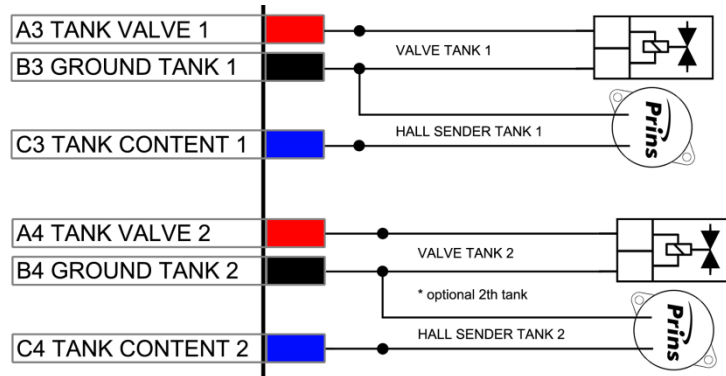 A3 TANK VALVE 1
VALVE TANK 1
B3 GROUND TANK 1
Prins
HALL SENDER TANK 1
C3 TANK CONTENT 1
A4 TANK VALVE 2
VALVE TANK 2
B4 GROUND TANK 2
* optional 2th tank
Prins
HALL SENDER TANK 2
C4 TANK CONTENT 2